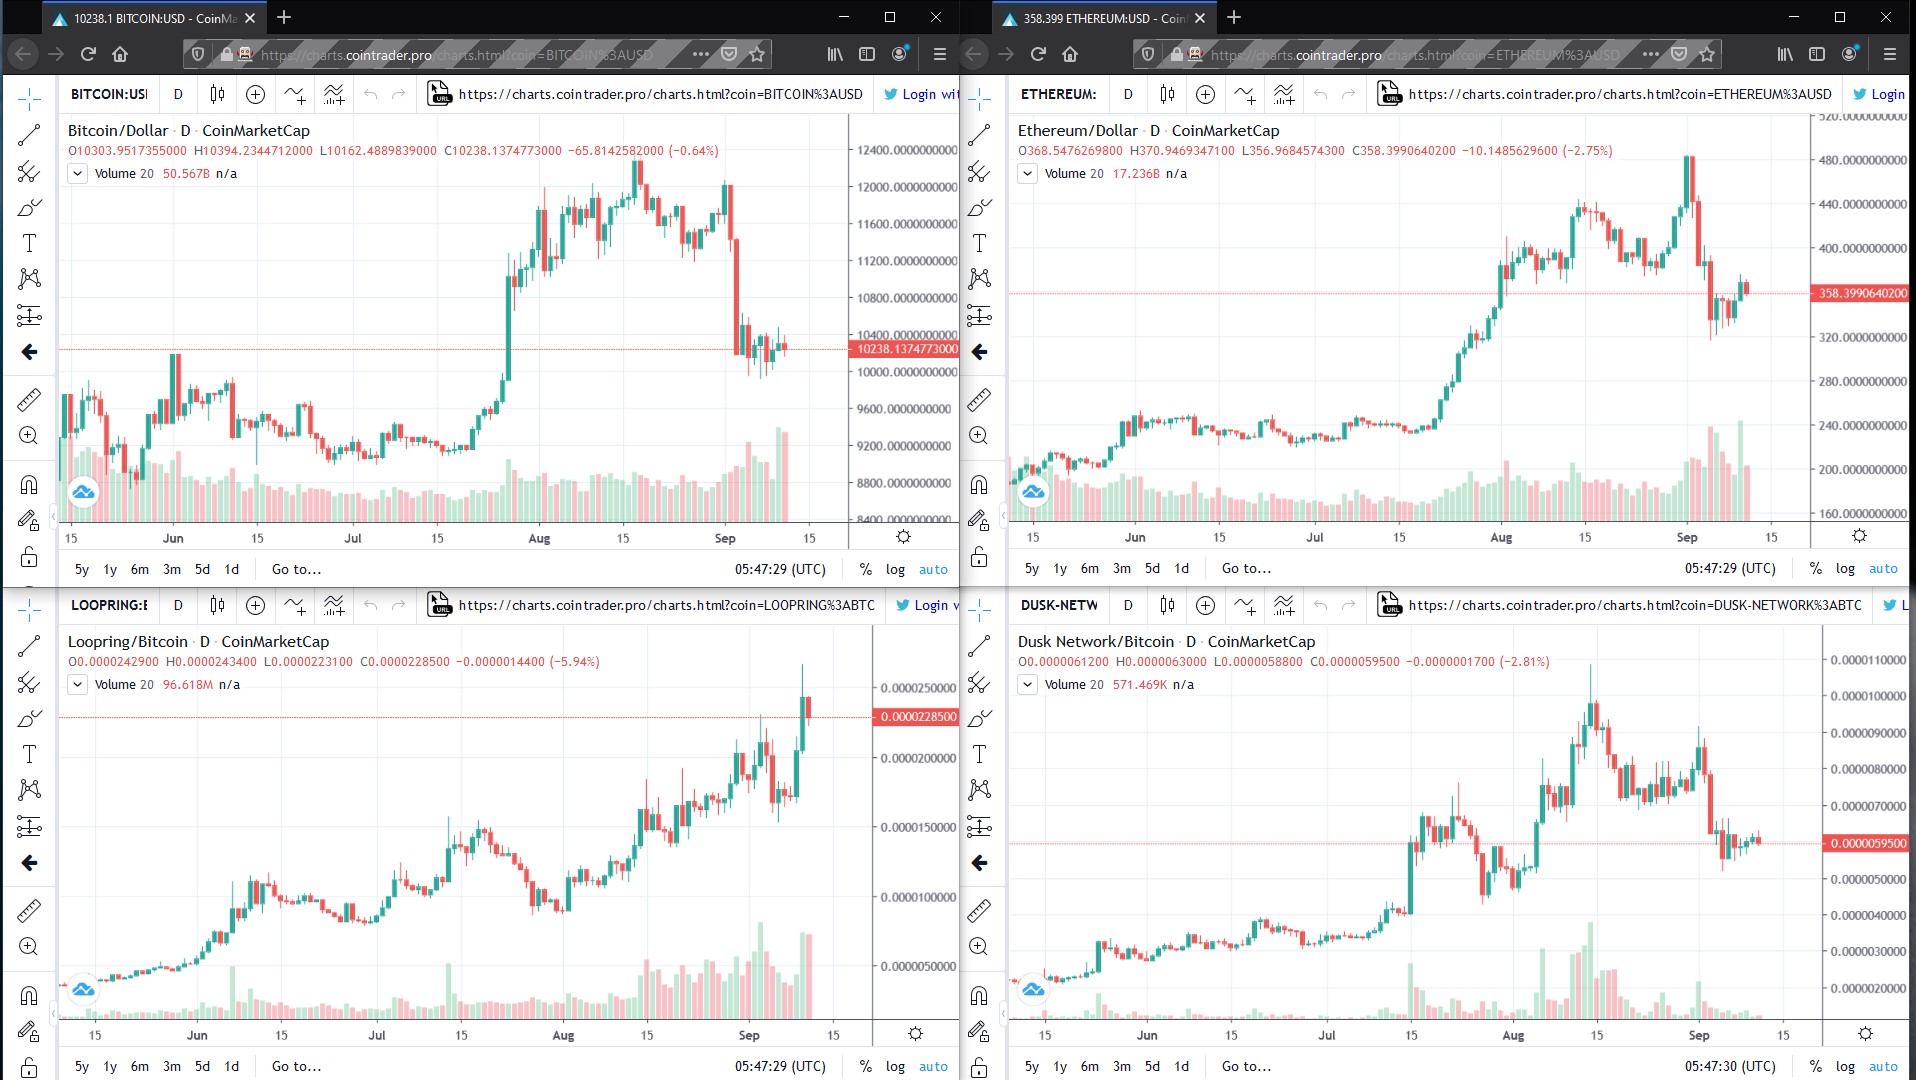 10238.1 BITCOIN:USD - CoinMa
https://charts.cointrader.pro/charts.html?coin=BITCOIN%3AUSD
BITCOIN:USI D URL https://charts.cointrader.pro/charts.html?coin=BITCOIN%3AUSD Login wit
Bitcoin/Dollar · D · CoinMarketCap
O10303.9517355000 H10394.2344712000 L10162.4889839000 C10238.1374773000 -65.8142582000 (-0.64%)
Volume 20 50.567B n/a
12400.0000000000
12000.0000000000
11600.0000000000
11200.0000000000
10800.0000000000
10400.0000000000
10238.1374773000
10000.0000000000
9600.0000000000
9200.0000000000
8800.0000000000
8400.0000000000
15 Jun 15 Jul 15 Aug 15 Sep 15
5y 1y 6m 3m 5d 1d Go to... 05:47:29 (UTC) % log auto
358.399 ETHEREUM:USD - Coin
https://charts.cointrader.pro/charts.html?coin=ETHEREUM%3AUSD
ETHEREUM: D URL https://charts.cointrader.pro/charts.html?coin=ETHEREUM%3AUSD Login
Ethereum/Dollar · D · CoinMarketCap
O368.5476269800 H370.9469347100 L356.9684574300 C358.3990640200 -10.1485629600 (-2.75%)
Volume 20 17.236B n/a
520.0000000000
480.0000000000
440.0000000000
400.0000000000
358.3990640200
320.0000000000
280.0000000000
240.0000000000
200.0000000000
160.0000000000
15 Jun 15 Jul 15 Aug 15 Sep 15
5y 1y 6m 3m 5d 1d Go to... 05:47:29 (UTC) % log auto
LOOPRING:E D URL https://charts.cointrader.pro/charts.html?coin=LOOPRING%3ABTC Login v
Loopring/Bitcoin · D · CoinMarketCap
O0.0000242900 H0.0000243400 L0.0000223100 C0.0000228500 -0.0000014400 (-5.94%)
Volume 20 96.618M n/a
0.0000250000
0.0000228500
0.0000200000
0.0000150000
0.0000100000
0.0000050000
15 Jun 15 Jul 15 Aug 15 Sep 15
5y 1y 6m 3m 5d 1d Go to... 05:47:29 (UTC) % log auto
DUSK-NETW D URL https://charts.cointrader.pro/charts.html?coin=DUSK-NETWORK%3ABTC L
Dusk Network/Bitcoin · D · CoinMarketCap
O0.0000061200 H0.0000063000 L0.0000058800 C0.0000059500 -0.0000001700 (-2.81%)
Volume 20 571.469K n/a
0.0000110000
0.0000100000
0.0000090000
0.0000080000
0.0000070000
0.0000059500
0.0000050000
0.0000040000
0.0000030000
0.0000020000
15 Jun 15 Jul 15 Aug 15 Sep 15
5y 1y 6m 3m 5d 1d Go to... 05:47:30 (UTC) % log auto